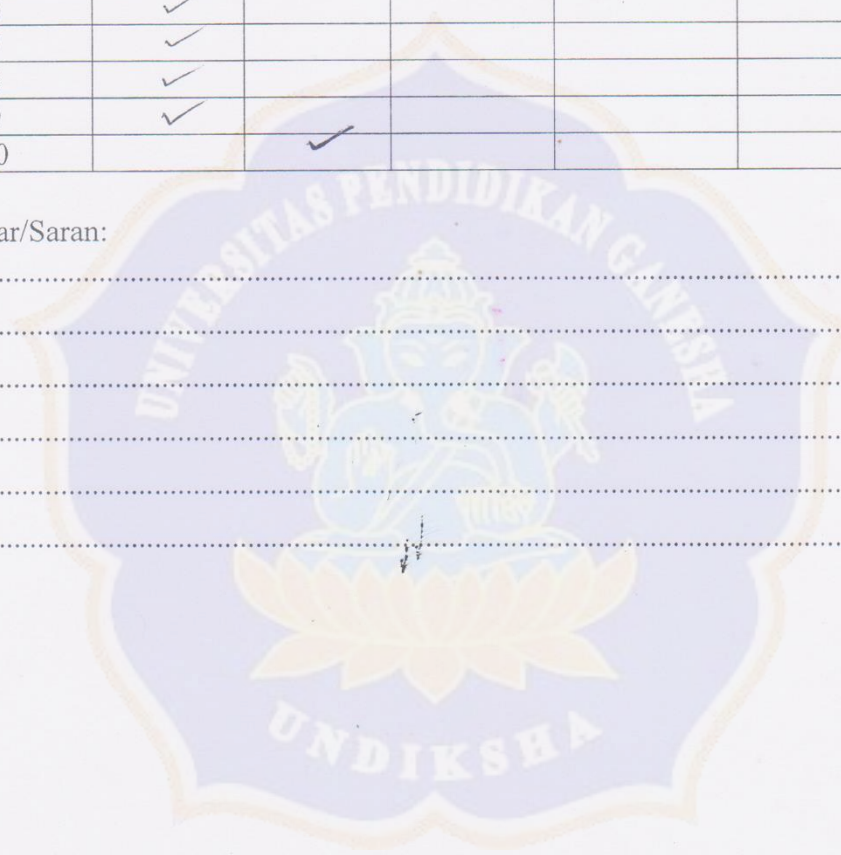 ✓
✓
✓
✓
0 ✓
ar/Saran:
UNIVERSITAS PENDIDIKAN GANESHA
UNDIKSHA